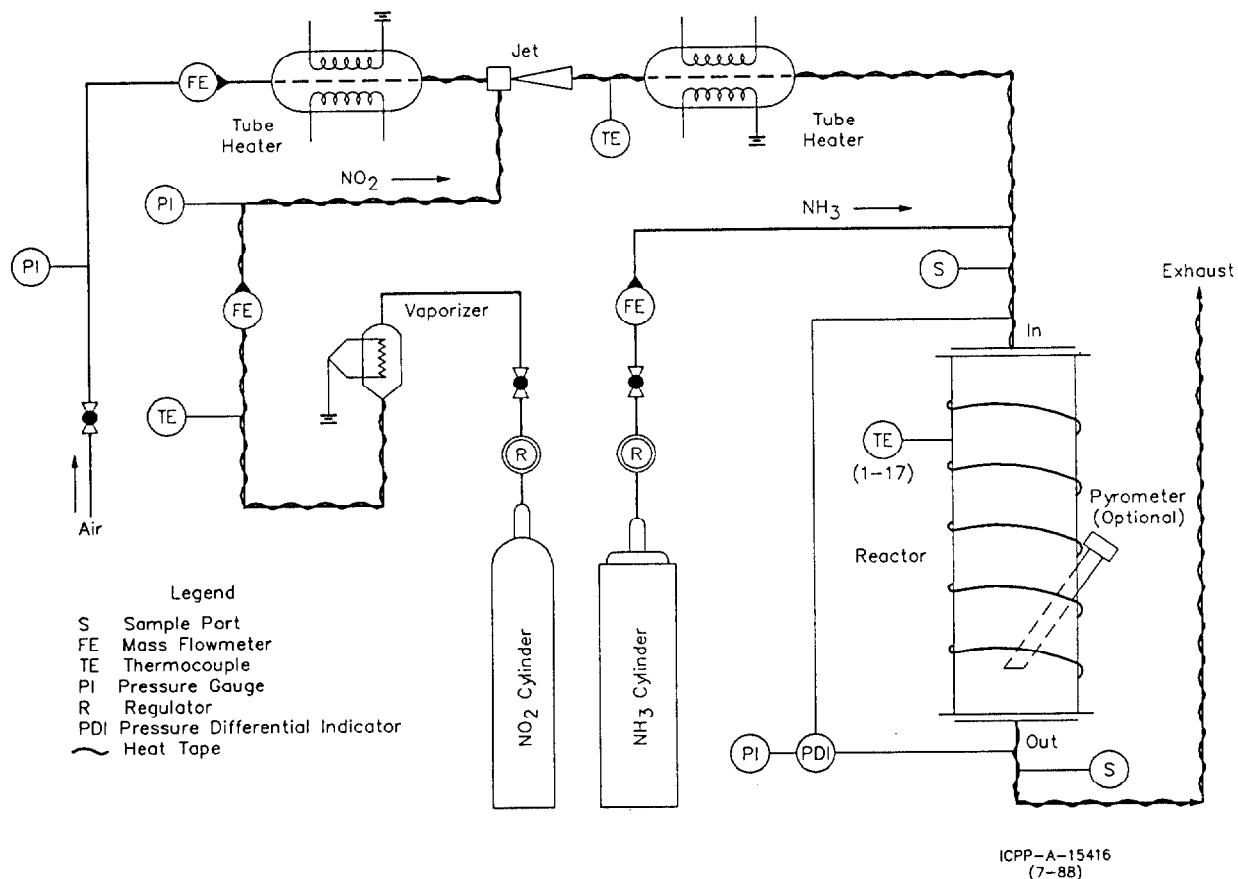 Jet
FE
Tube
Heater
TE
Tube
Heater
NO2
PI
NH3
PI
S
Exhaust
FE
Vaporizer
FE
In
TE
R
R
TE
(1-17)
Pyrometer
(Optional)
Air
Reactor
Legend
S Sample Port
FE Mass Flowmeter
TE Thermocouple
PI Pressure Gauge
R Regulator
PDI Pressure Differential Indicator
Heat Tape
NO2 Cylinder
NH3 Cylinder
Out
PI
PDI
S
ICPP-A-15416
(7-88)